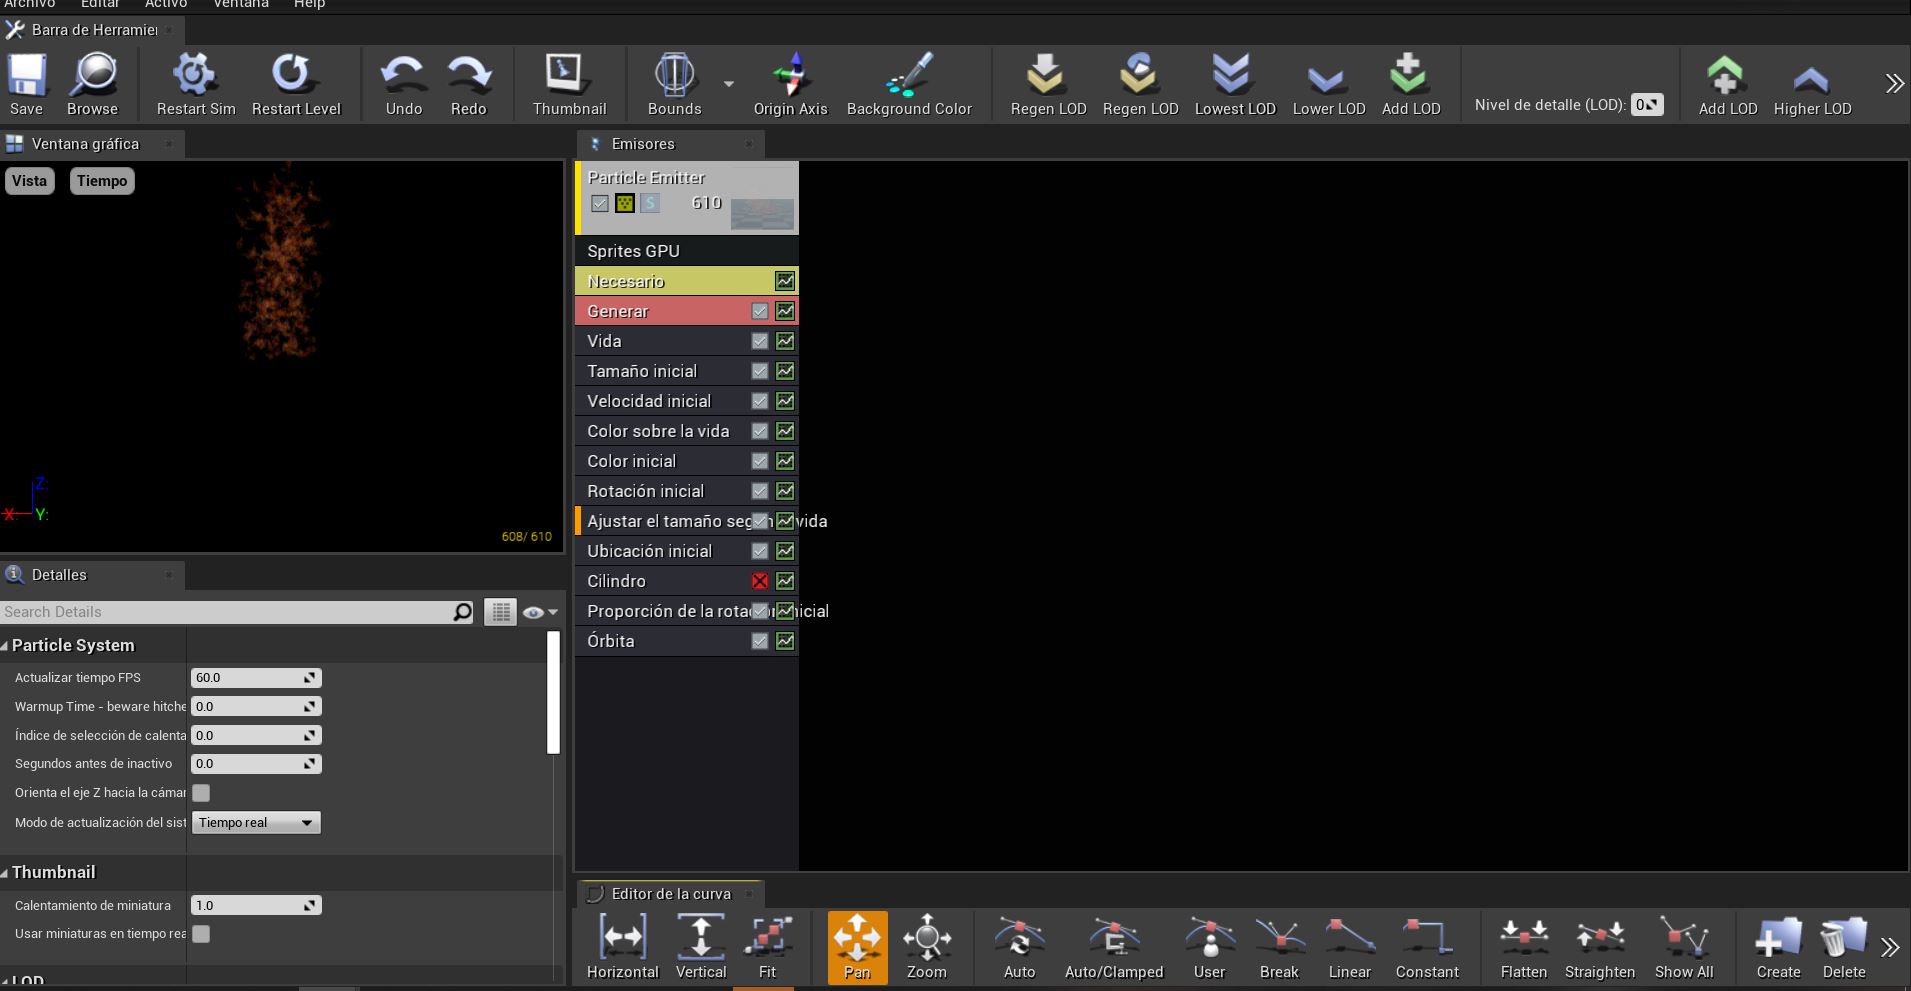 Archivo Editar Activo Ventana Help
Barra de Herramier
Save Browse Restart Sim Restart Level Undo Redo Thumbnail Bounds Origin Axis Background Color Regen LOD Regen LOD Lowest LOD Lower LOD Add LOD Nivel de detalle (LOD): 0 Add LOD Higher LOD
Ventana gráfica
Vista Tiempo
Z:
X: Y:
608/ 610
Emisores
Particle Emitter
S 610
Sprites GPU
Necesario
Generar
Vida
Tamaño inicial
Velocidad inicial
Color sobre la vida
Color inicial
Rotación inicial
Ajustar el tamaño seg vida
Ubicación inicial
Cilindro
Proporción de la rotación inicial
Órbita
Detalles
Search Details
Particle System
Actualizar tiempo FPS 60.0
Warmup Time - beware hitche 0.0
Índice de selección de calenta 0.0
Segundos antes de inactivo 0.0
Orienta el eje Z hacia la cámar
Modo de actualización del sist Tiempo real
Thumbnail
Calentamiento de miniatura 1.0
Usar miniaturas en tiempo rea
LOD
Editor de la curva
Horizontal Vertical Fit Pan Zoom Auto Auto/Clamped User Break Linear Constant Flatten Straighten Show All Create Delete